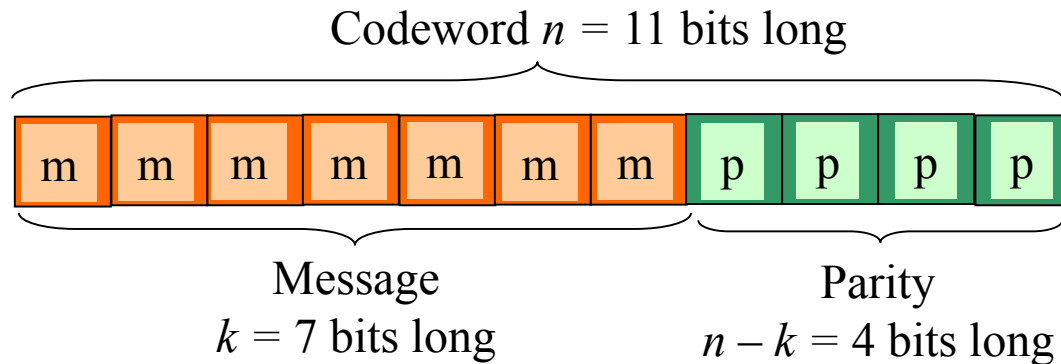 Codeword n = 11 bits long
m m m m m m m p p p p
Message
k = 7 bits long
Parity
n – k = 4 bits long